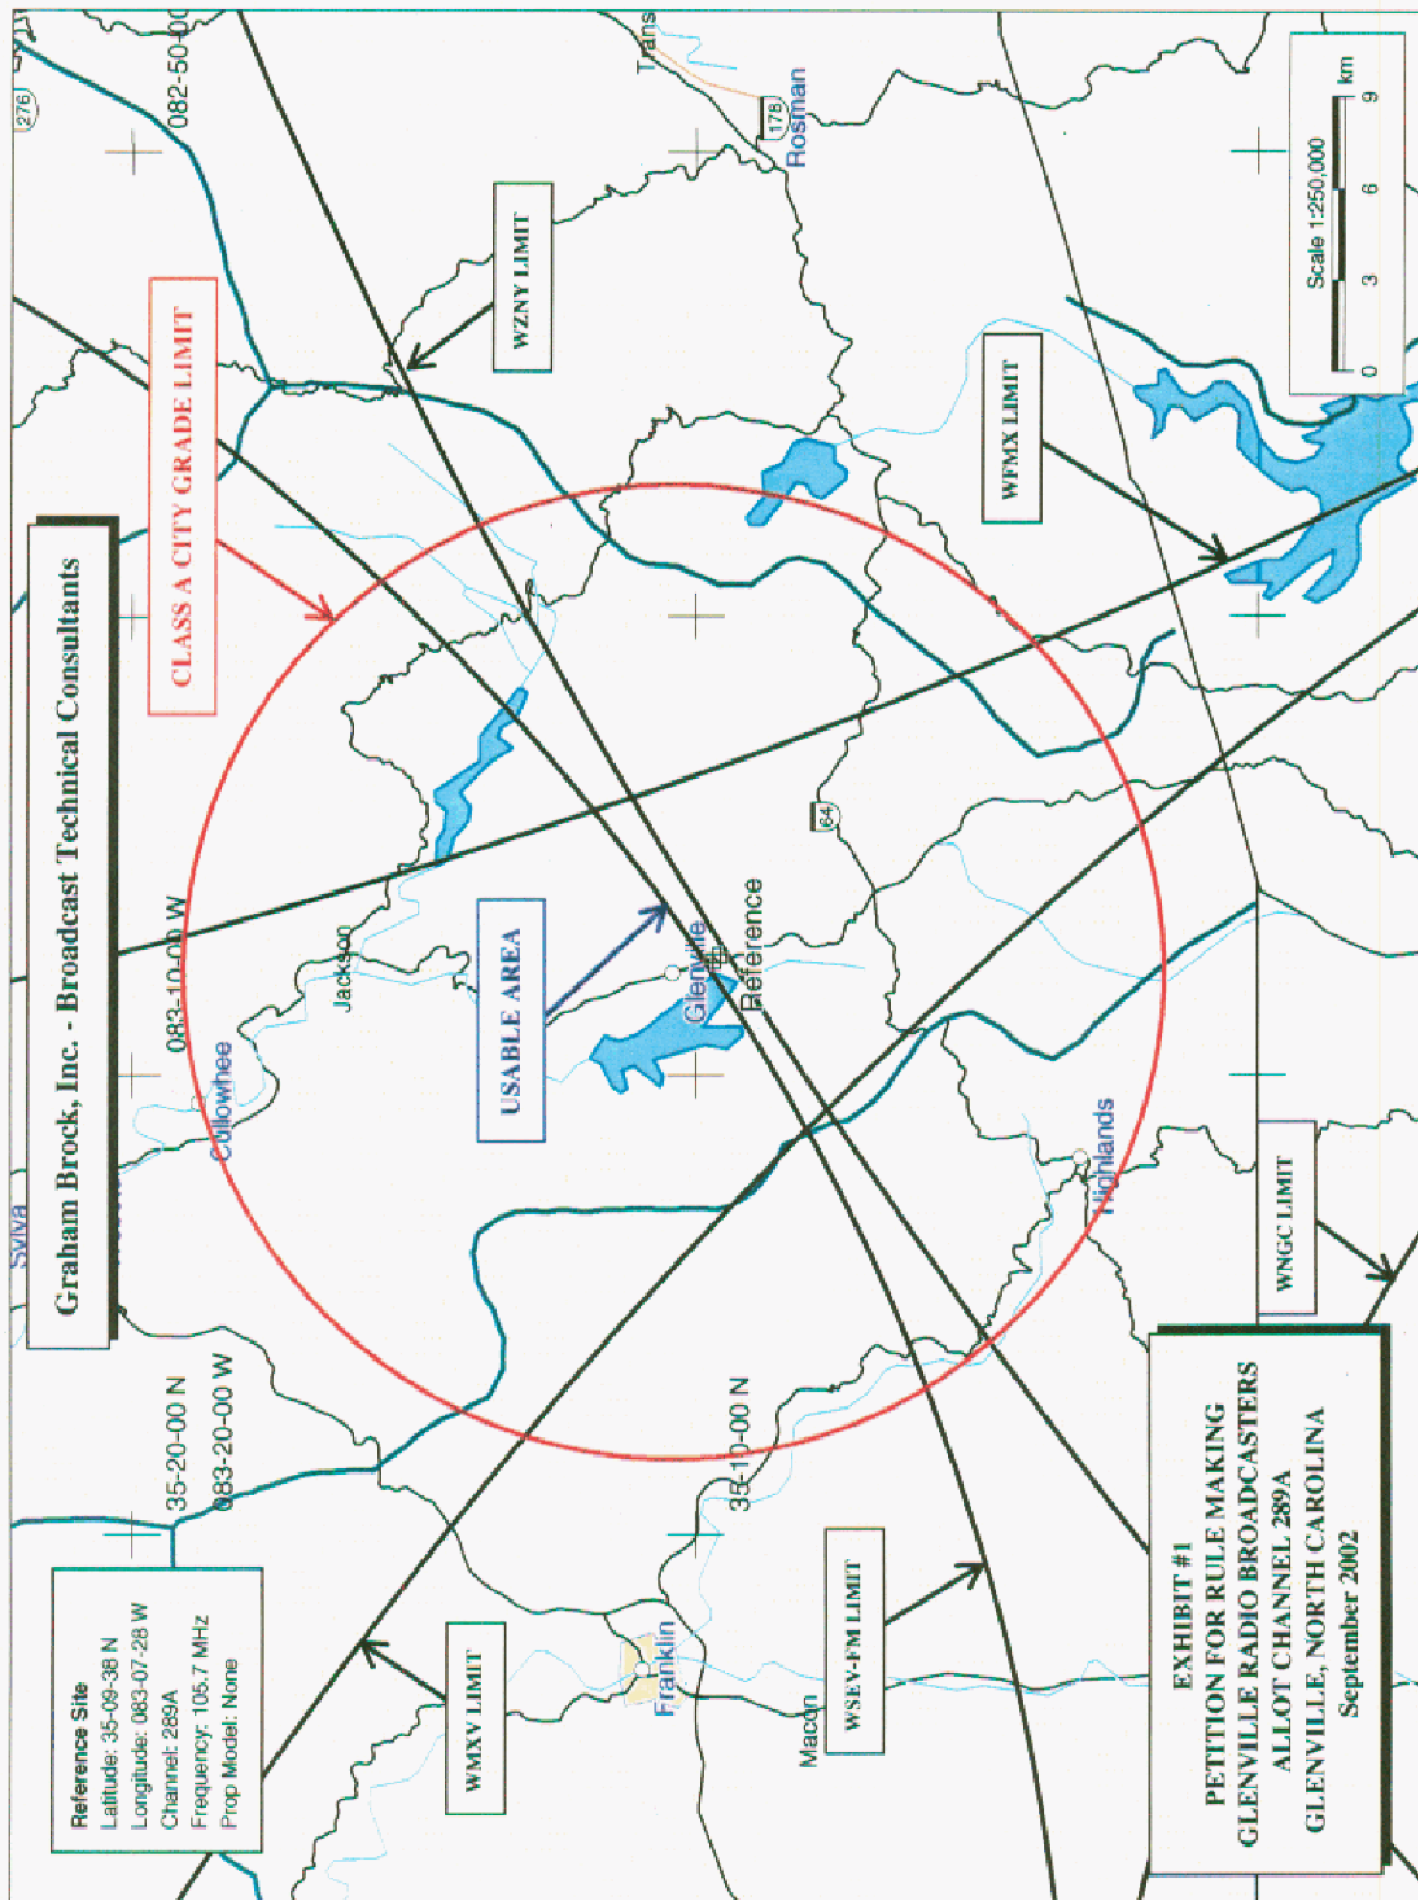 Graham Brock, Inc. - Broadcast Technical Consultants
Reference Site
Latitude: 35-09-38 N
Longitude: 083-07-28 W
Channel: 289A
Frequency: 105.7 MHz
Prop Model: None
35-20-00 N
083-20-00 W
Sylva
Cullowhee
083-10-00 W
Jackson
CLASS A CITY GRADE LIMIT
276
082-50-00
WMXV LIMIT
USABLE AREA
WZNY LIMIT
Franklin
35-10-00 N
Glenville
Reference
Trans
178
Rosman
Macon
WSEY-FM LIMIT
64
Highlands
WFMX LIMIT
WNGC LIMIT
EXHIBIT #1
PETITION FOR RULE MAKING
GLENVILLE RADIO BROADCASTERS
ALLOT CHANNEL 289A
GLENVILLE, NORTH CAROLINA
September 2002
Scale 1:250,000
0 3 6 9 km